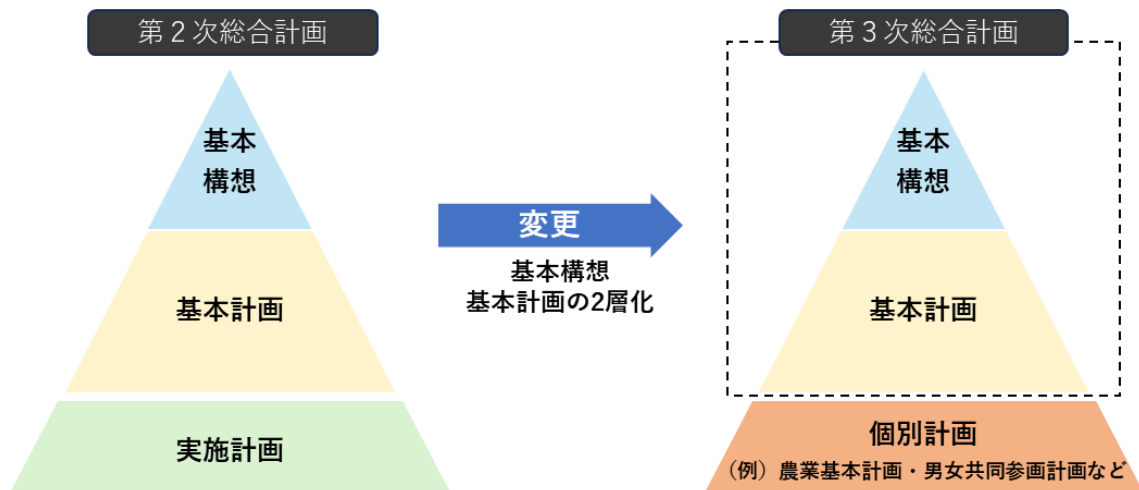 第２次総合計画
基本
構想
基本計画
実施計画
変更
基本構想
基本計画の2層化
第３次総合計画
基本
構想
基本計画
個別計画
（例）農業基本計画・男女共同参画計画など